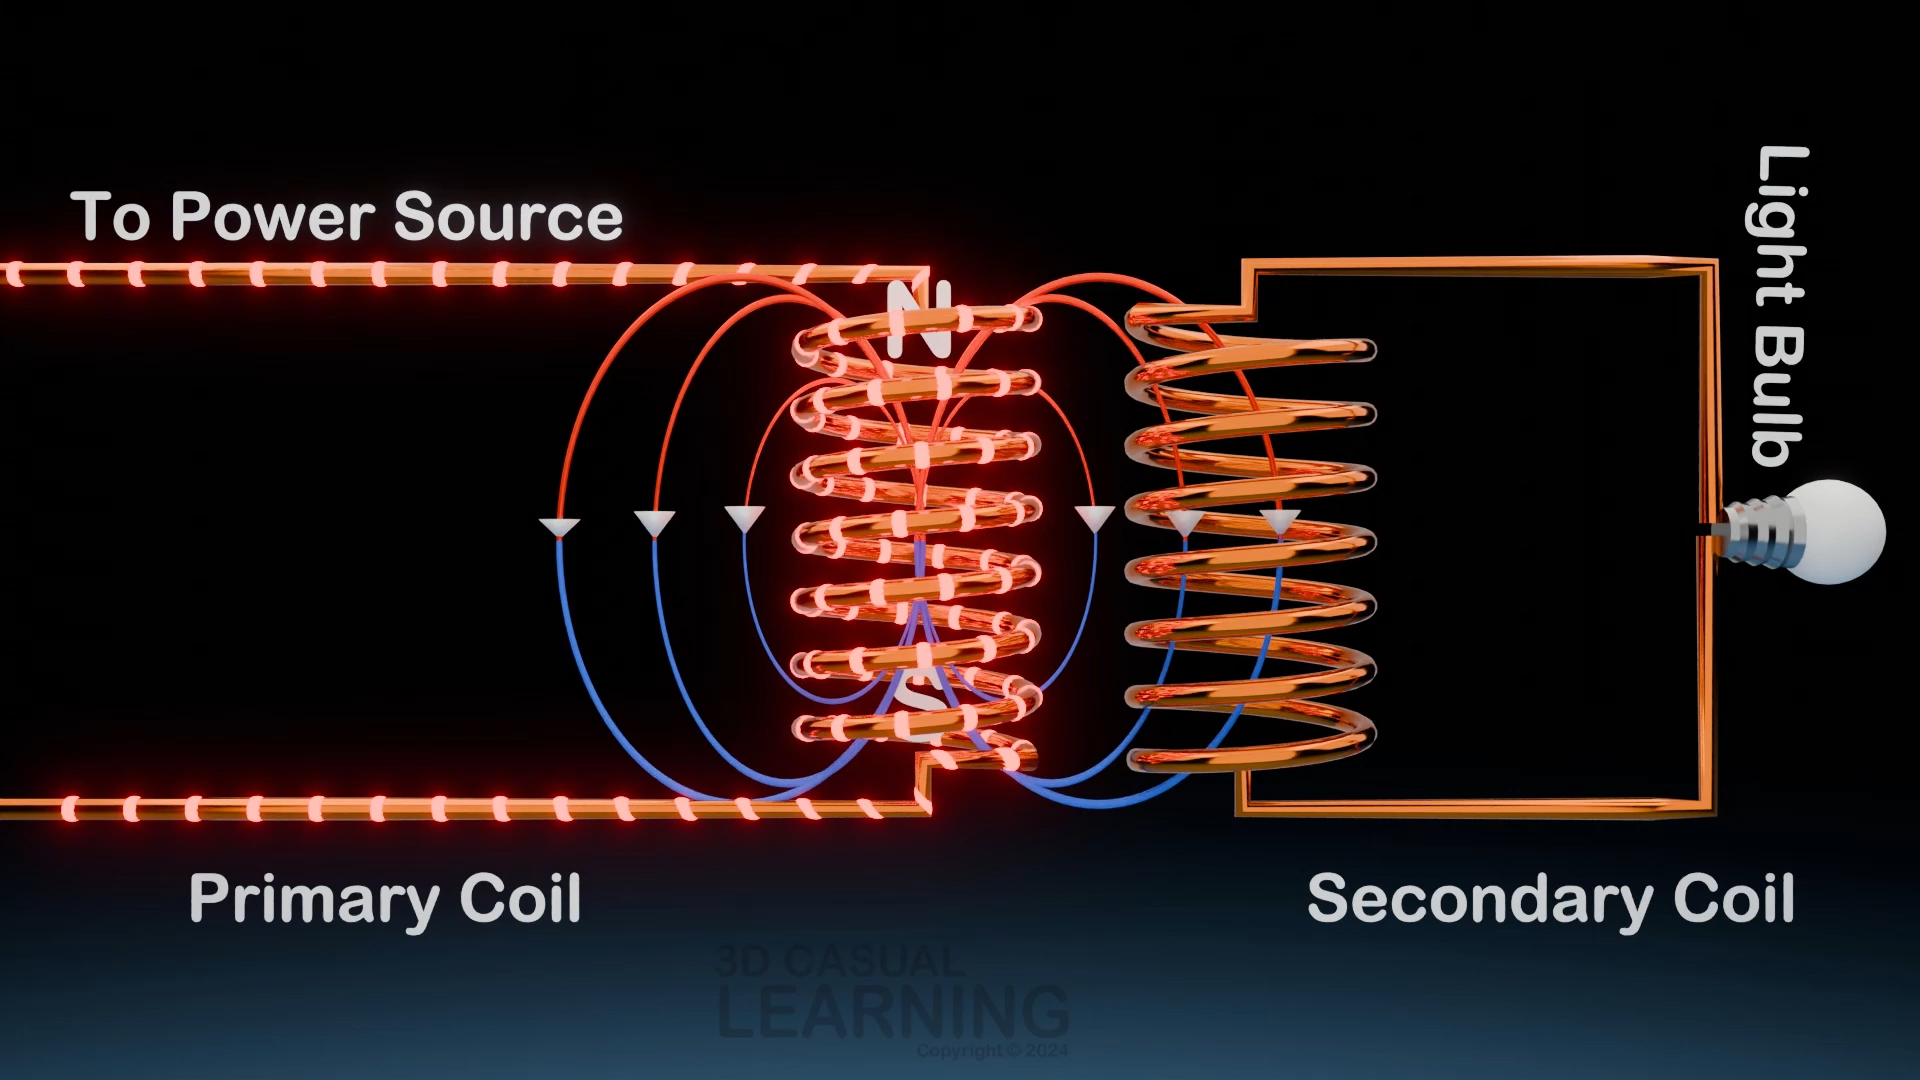 To Power Source
Light Bulb
N
S
Primary Coil
Secondary Coil
3D CASUAL
LEARNING
Copyright © 2024